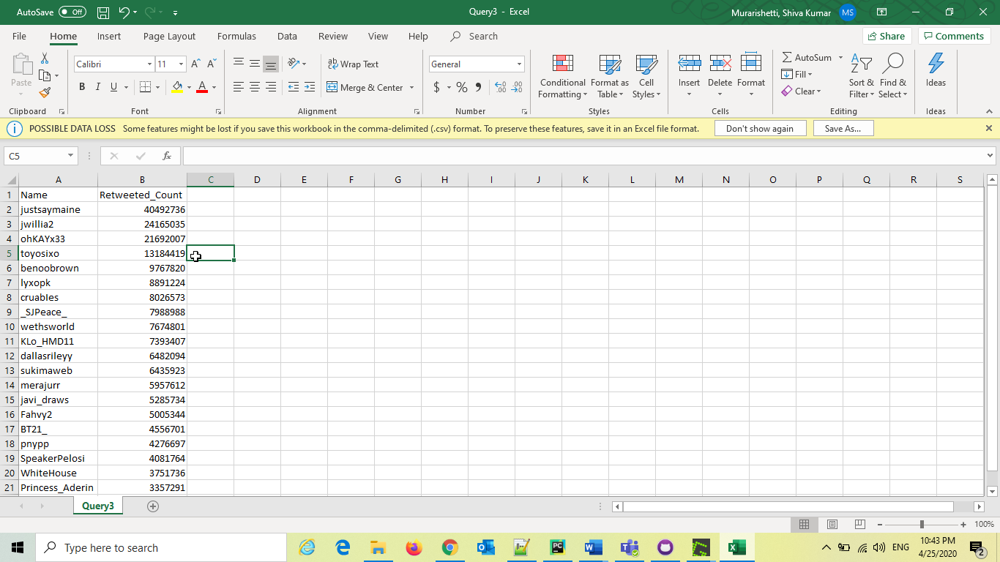 AutoSave Off Query3 - Excel Murarishetti, Shiva Kumar MS
File Home Insert Page Layout Formulas Data Review View Help Search Share Comments
Paste
Clipboard
Calibri 11
B I U
Font
Wrap Text
Merge & Center
Alignment
General
$ % ,
Number
Conditional Formatting
Format as Table
Cell Styles
Styles
Insert Delete Format
Cells
AutoSum
Fill
Clear
Sort & Filter
Find & Select
Editing
Ideas
Ideas
POSSIBLE DATA LOSS Some features might be lost if you save this workbook in the comma-delimited (.csv) format. To preserve these features, save it in an Excel file format. Don't show again Save As...
C5 fx
A B C D E F G H I J K L M N O P Q R S
1 Name Retweeted_Count
2 justsaymaine 40492736
3 jwillia2 24165035
4 ohKAYx33 21692007
5 toyosixo 13184419
6 benoobrown 9767820
7 lyxopk 8891224
8 cruabIes 8026573
9 _SJPeace_ 7988988
10 wethsworld 7674801
11 KLo_HMD11 7393407
12 dallasrileyy 6482094
13 sukimaweb 6435923
14 merajurr 5957612
15 javi_draws 5285734
16 Fahvy2 5005344
17 BT21_ 4556701
18 pnypp 4276697
19 SpeakerPelosi 4081764
20 WhiteHouse 3751736
21 Princess_Aderin 3357291
Query3
100%
Type here to search
ENG
10:43 PM
4/25/2020
2